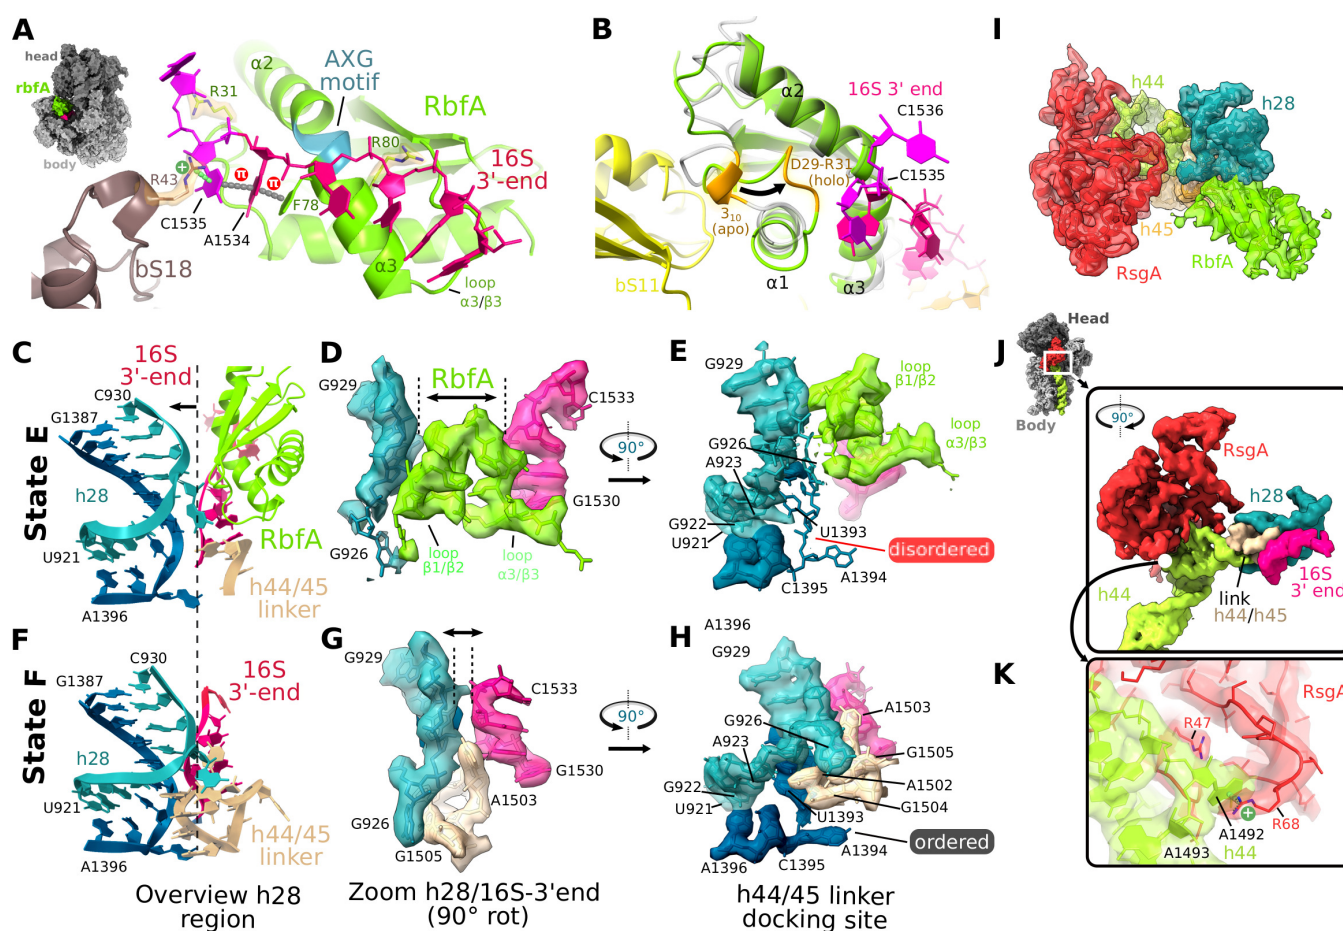 A
head
rbfA
body
R31
α2
AXG
motif
RbfA
R80
16S
3'-end
+
π
π
R43
F78
C1535
A1534
bS18
α3
loop
α3/β3
B
α2
16S 3' end
C1536
D29-R31
(holo)
C1535
3₁₀
(apo)
bS11
α1
α3
I
h44
h28
h45
RsgA
RbfA
State E
C
16S
3'-end
C930
G1387
h28
U921
RbfA
h44/45
linker
A1396
D
RbfA
G929
C1533
90°
G1530
G926
loop
β1/β2
loop
α3/β3
E
G929
loop
β1/β2
G926
loop
α3/β3
A923
G922
U921
U1393
disordered
A1394
C1395
J
Head
Body
90°
RsgA
h28
h44
link
h44/h45
16S
3' end
State F
F
C930
16S
3'-end
G1387
h28
U921
h44/45
linker
A1396
Overview h28
region
G
G929
C1533
90°
G1530
A1503
G926
G1505
Zoom h28/16S-3'end
(90° rot)
H
A1396
G929
A1503
G926
G1505
A923
A1502
G922
G1504
U921
U1393
ordered
A1394
C1395
A1396
h44/45 linker
docking site
K
RsgA
R47
+
R68
A1492
h44
A1493